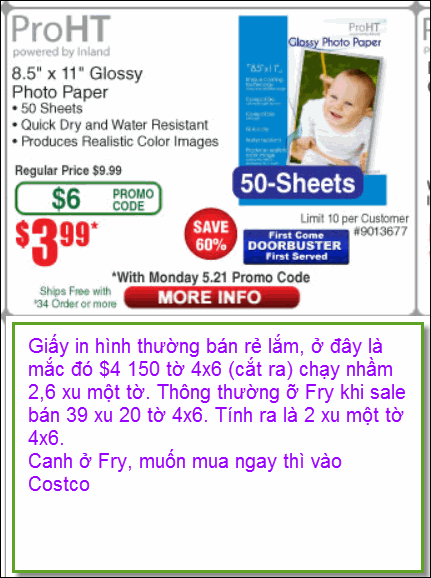 ProHT
powered by Inland
8.5" x 11" Glossy
Photo Paper
• 50 Sheets
• Quick Dry and Water Resistant
• Produces Realistic Color Images
Regular Price $9.99
$6 PROMO CODE
$3.99*
SAVE 60%
Ships Free with
*34 Order or more
ProHT
Glossy Photo Paper
8.5"x11"
50-Sheets
Limit 10 per Customer
#9013677
First Come
DOORBUSTER
First Served
*With Monday 5.21 Promo Code
MORE INFO
Giấy in hình thường bán rẻ lắm, ở đây là
mắc đó $4 150 tờ 4x6 (cắt ra) chạy nhầm
2,6 xu một tờ. Thông thường ỡ Fry khi sale
bán 39 xu 20 tờ 4x6. Tính ra là 2 xu một tờ
4x6.
Canh ở Fry, muốn mua ngay thì vào
Costco